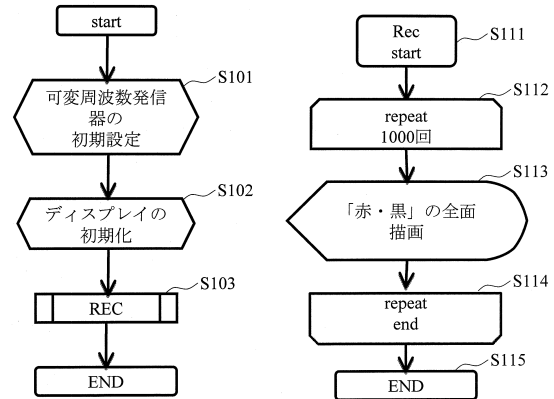 start
S101
可変周波数発信
器の
初期設定
S102
ディスプレイの
初期化
S103
REC
END
Rec
start
S111
S112
repeat
1000回
S113
「赤・黒」の全面
描画
S114
repeat
end
S115
END